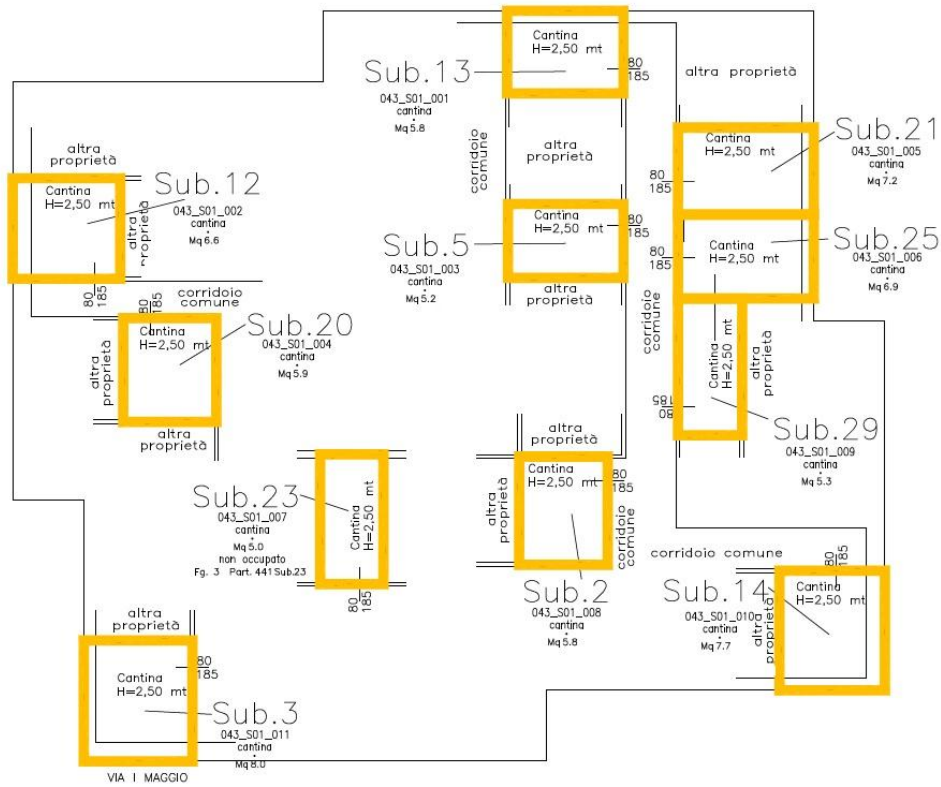 Cantina
H=2,50 mt
80
185
Sub.13
043_S01_001
cantina
Mq 5.8
corridoio
comune
altra
proprietà
altra proprietà
Cantina
H=2,50 mt
80
185
Sub.21
043_S01_005
cantina
Mq 7.2
altra
proprietà
Cantina
H=2,50 mt
Sub.12
043_S01_002
cantina
Mq 6.6
altra
proprietà
80
185
corridoio
comune
Cantina
H=2,50 mt
80
185
Sub.5
043_S01_003
cantina
Mq 5.2
altra
proprietà
Cantina
H=2,50 mt
80
185
Sub.25
043_S01_006
cantina
Mq 6.9
corridoio
comune
80
185
Cantina
H=2,50 mt
Sub.20
043_S01_004
cantina
Mq 5.9
altra
proprietà
altra
proprietà
Cantina
H=2,50 mt
altra
proprietà
185
80
Sub.29
043_S01_009
cantina
Mq 5.3
Sub.23
043_S01_007
cantina
Mq 5.0
non occupato
Fg. 3 Part. 441 Sub.23
Cantina
H=2,50 mt
80
185
altra
proprietà
Cantina
H=2,50 mt
80
185
altra
proprietà
corridoio
comune
Sub.2
043_S01_008
cantina
Mq 5.8
corridoio comune
80
185
Cantina
H=2,50 mt
Sub.14
043_S01_010
cantina
Mq 7.7
altra
proprietà
altra
proprietà
Cantina
H=2,50 mt
80
185
Sub.3
043_S01_011
cantina
Mq 8.0
VIA I MAGGIO